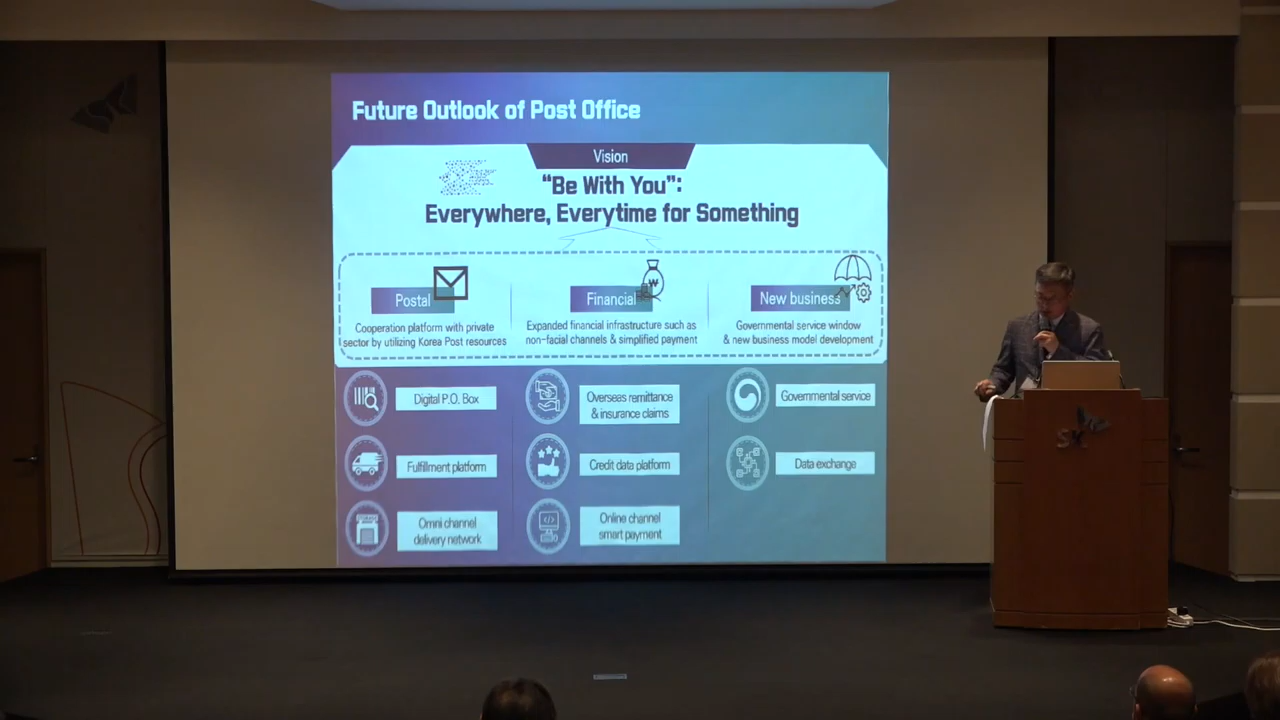 Future Outlook of Post Office
Vision
“Be With You”:
Everywhere, Everytime for Something
Postal
Cooperation platform with private
sector by utilizing Korea Post resources
Financial
Expanded financial infrastructure such as
non-facial channels & simplified payment
New business
Governmental service window
& new business model development
Digital P.O. Box
Fulfillment platform
Omni channel
delivery network
Overseas remittance
& insurance claims
Credit data platform
Online channel
smart payment
Governmental service
Data exchange
SK